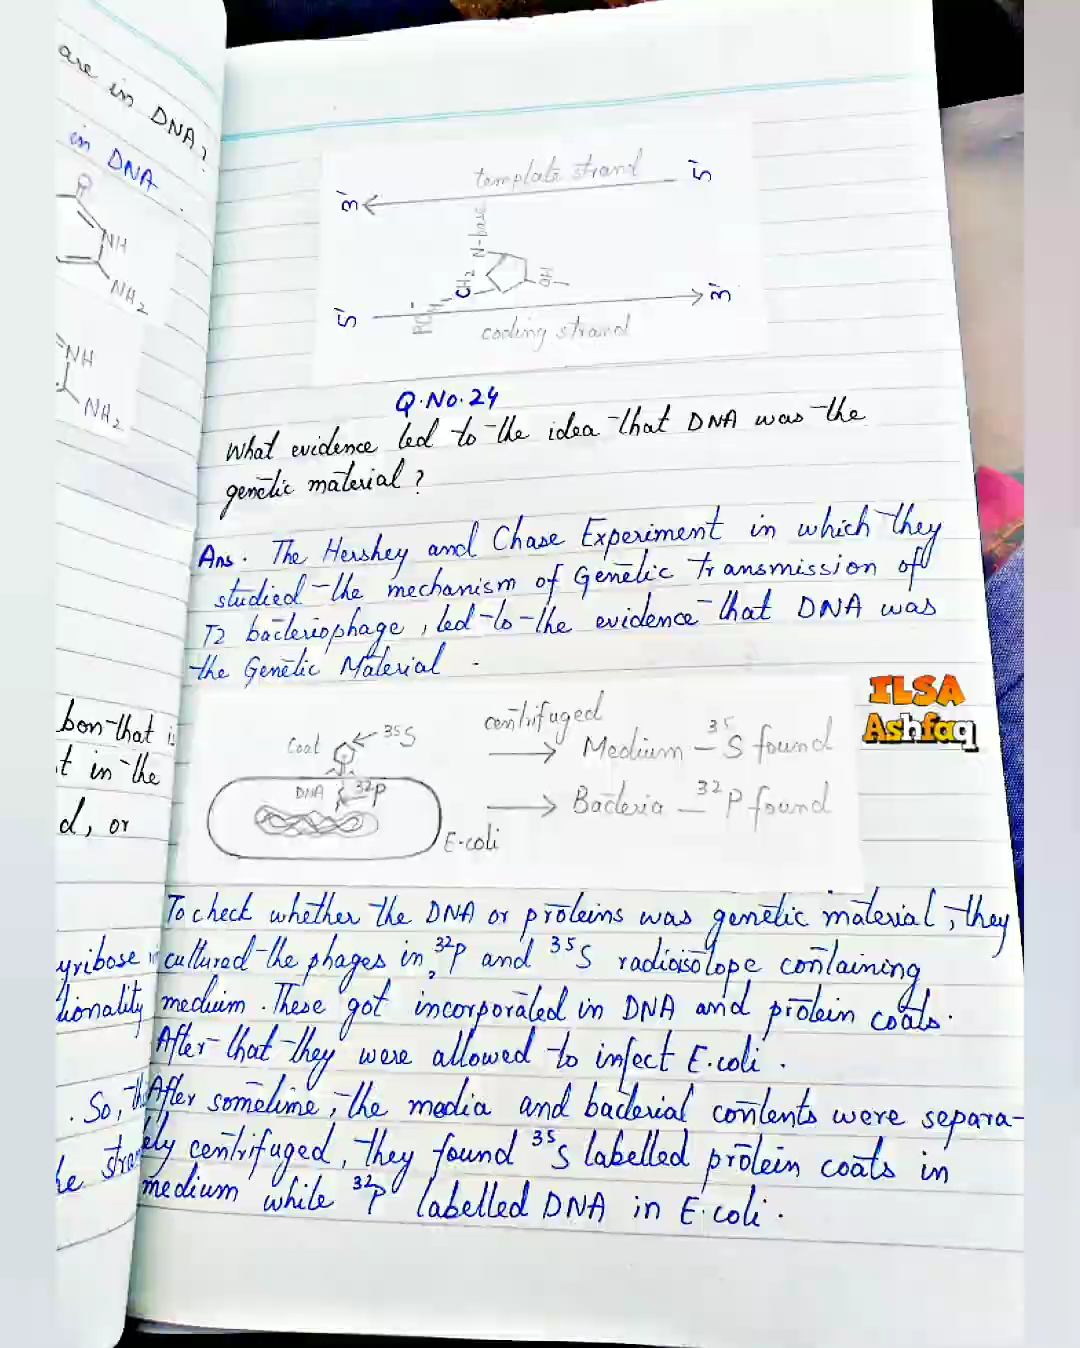 are in DNA?
in DNA
NH
NH₂
NH
NH₂
bon that is
t in the
d, or
yribose
tionality
. So, th
he stran
template strand
N-base
CH₂
OH
coding strand
Q.No.24
What evidence led to the idea that DNA was the
genetic material?
Ans. The Hershey and Chase Experiment in which they
studied the mechanism of Genetic Transmission of
T2 bacteriophage, led to the evidence that DNA was
the Genetic Material.
Coat
35S
DNA
32P
E-coli
centrifuged
→ Medium – 35S found
→ Bacteria – 32P found
ILSA
Ashfaq
To check whether the DNA or proteins was genetic material, they
cultured the phages in 32P and 35S radioisotope containing
medium. These got incorporated in DNA and protein coats.
After that they were allowed to infect E.coli.
After sometime, the media and bacterial contents were separa-
ely centrifuged, they found 35S labelled protein coats in
medium while 32P labelled DNA in E.coli.